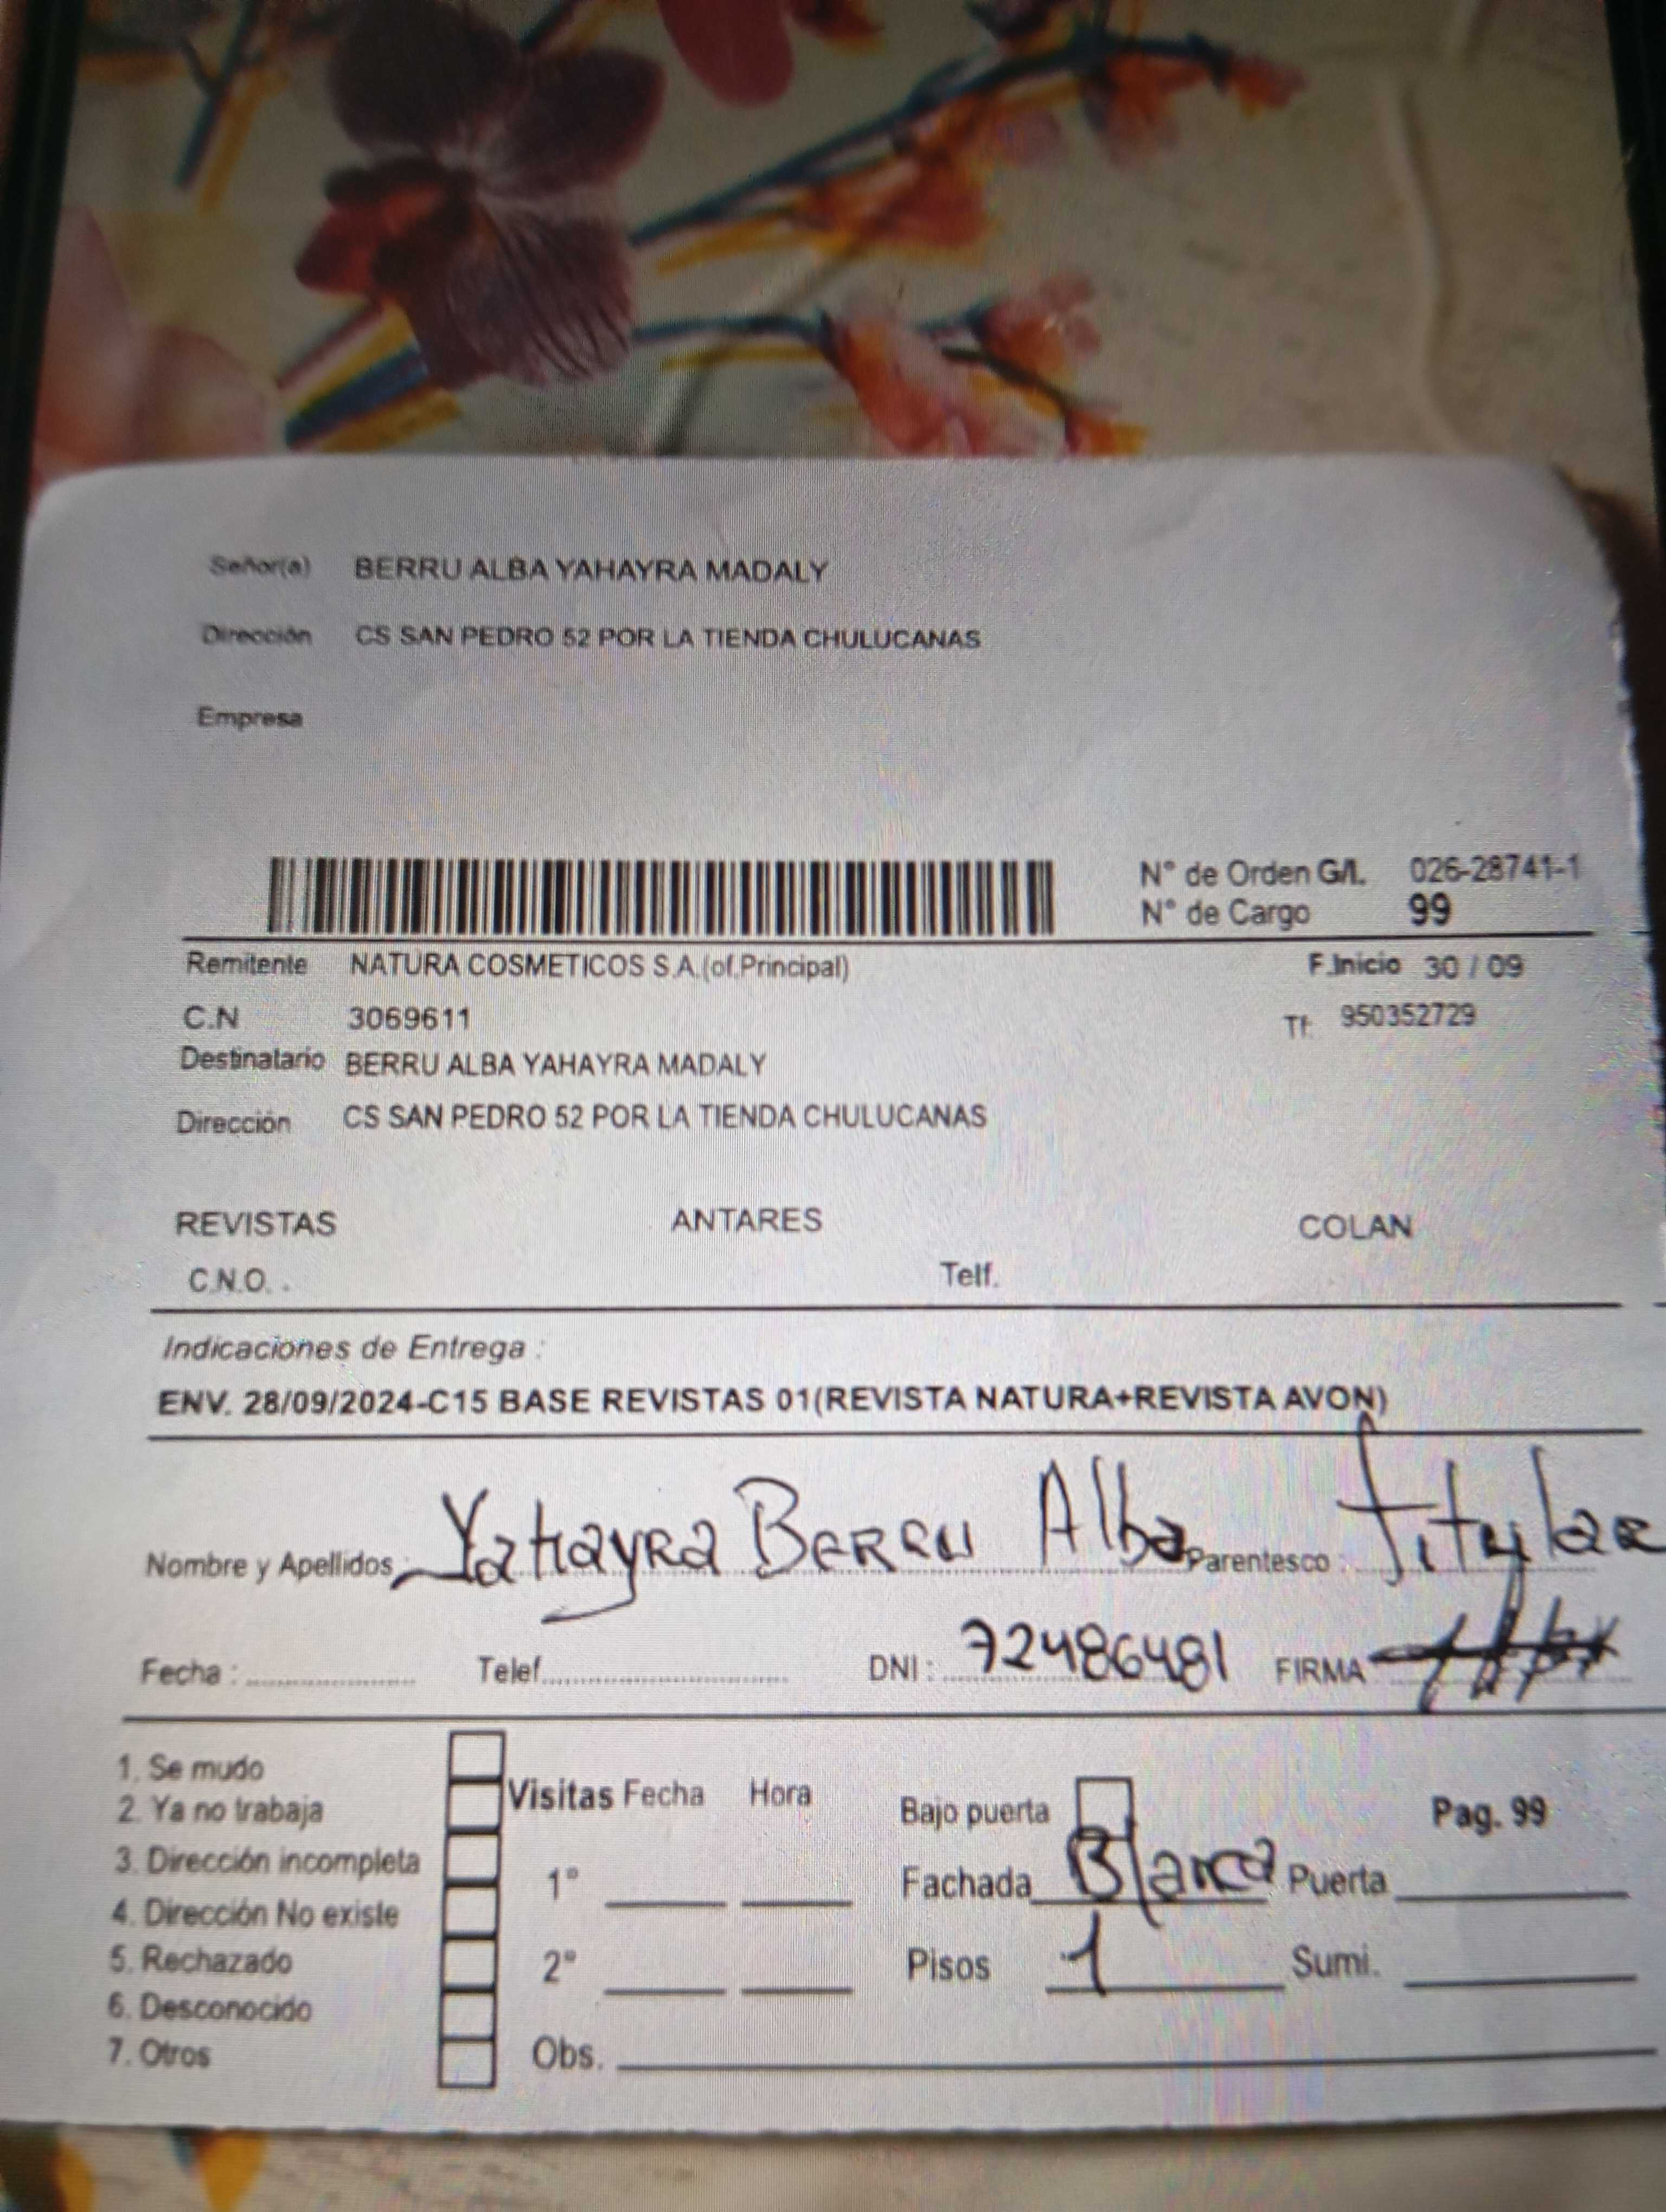 Señor(a) BERRU ALBA YAHAYRA MADALY
Dirección CS SAN PEDRO 52 POR LA TIENDA CHULUCANAS
Empresa
N° de Orden G/I. 026-28741-1
N° de Cargo 99
Remitente NATURA COSMETICOS S.A.(of.Principal) F.Inicio 30 / 09
C.N 3069611 Tf: 950352729
Destinatario BERRU ALBA YAHAYRA MADALY
Dirección CS SAN PEDRO 52 POR LA TIENDA CHULUCANAS
REVISTAS ANTARES COLAN
C.N.O. . Telf.
Indicaciones de Entrega :
ENV. 28/09/2024-C15 BASE REVISTAS 01(REVISTA NATURA+REVISTA AVON)
Nombre y Apellidos Yahayra Berru Alba Parentesco : titular
Fecha : Telef. DNI : 72486481 FIRMA
1. Se mudo
2. Ya no trabaja
3. Dirección incompleta
4. Dirección No existe
5. Rechazado
6. Desconocido
7. Otros
Visitas Fecha Hora
1°
2°
Obs.
Bajo puerta Pag. 99
Fachada Blanca Puerta
Pisos 1 Sumi.